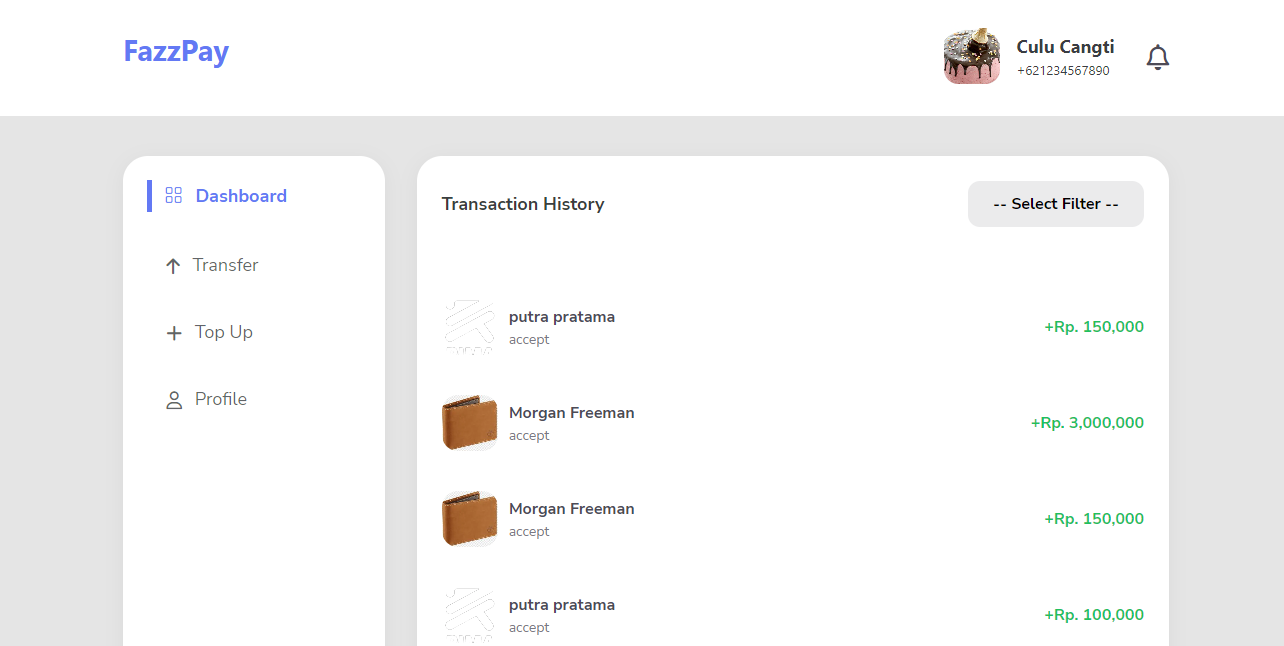 FazzPay
Culu Cangti
+621234567890
Dashboard
Transfer
Top Up
Profile
Transaction History
-- Select Filter --
putra pratama
accept
+Rp. 150,000
Morgan Freeman
accept
+Rp. 3,000,000
Morgan Freeman
accept
+Rp. 150,000
putra pratama
accept
+Rp. 100,000